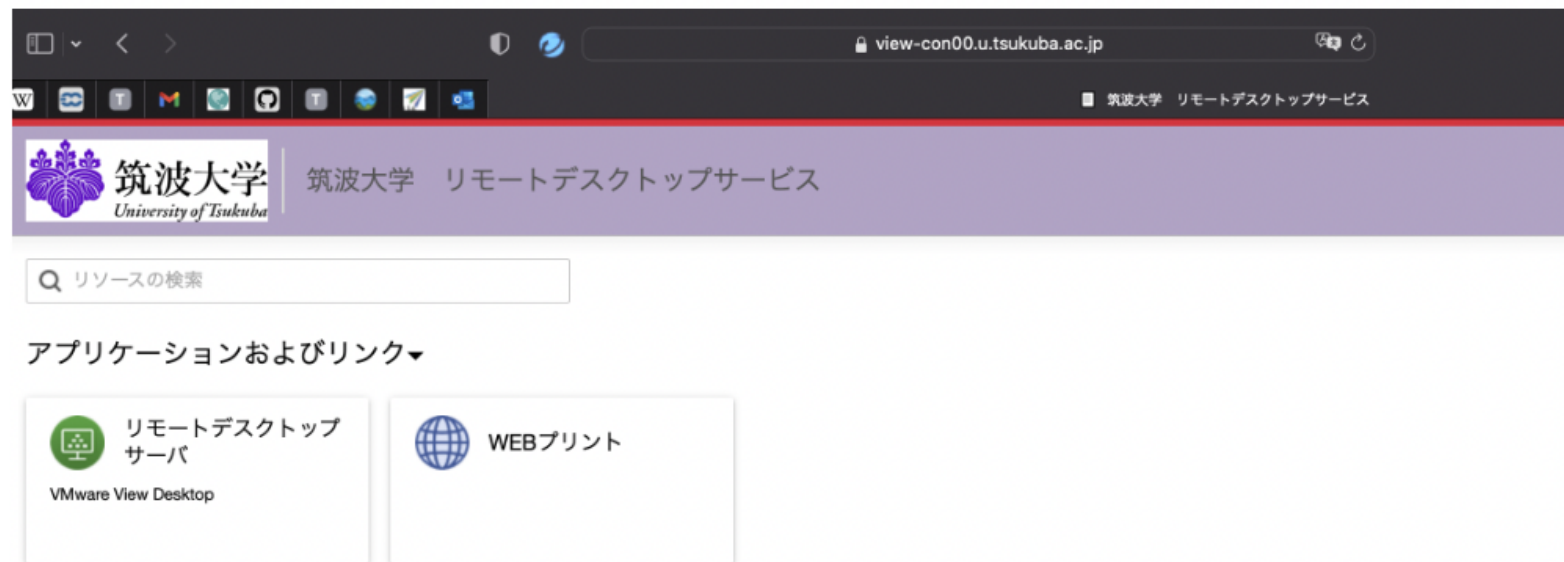 view-con00.u.tsukuba.ac.jp
W T M T
筑波大学 リモートデスクトップサービス
筑波大学
University of Tsukuba
筑波大学 リモートデスクトップサービス
リソースの検索
アプリケーションおよびリンク
リモートデスクトップ
サーバ
VMware View Desktop
WEBプリント